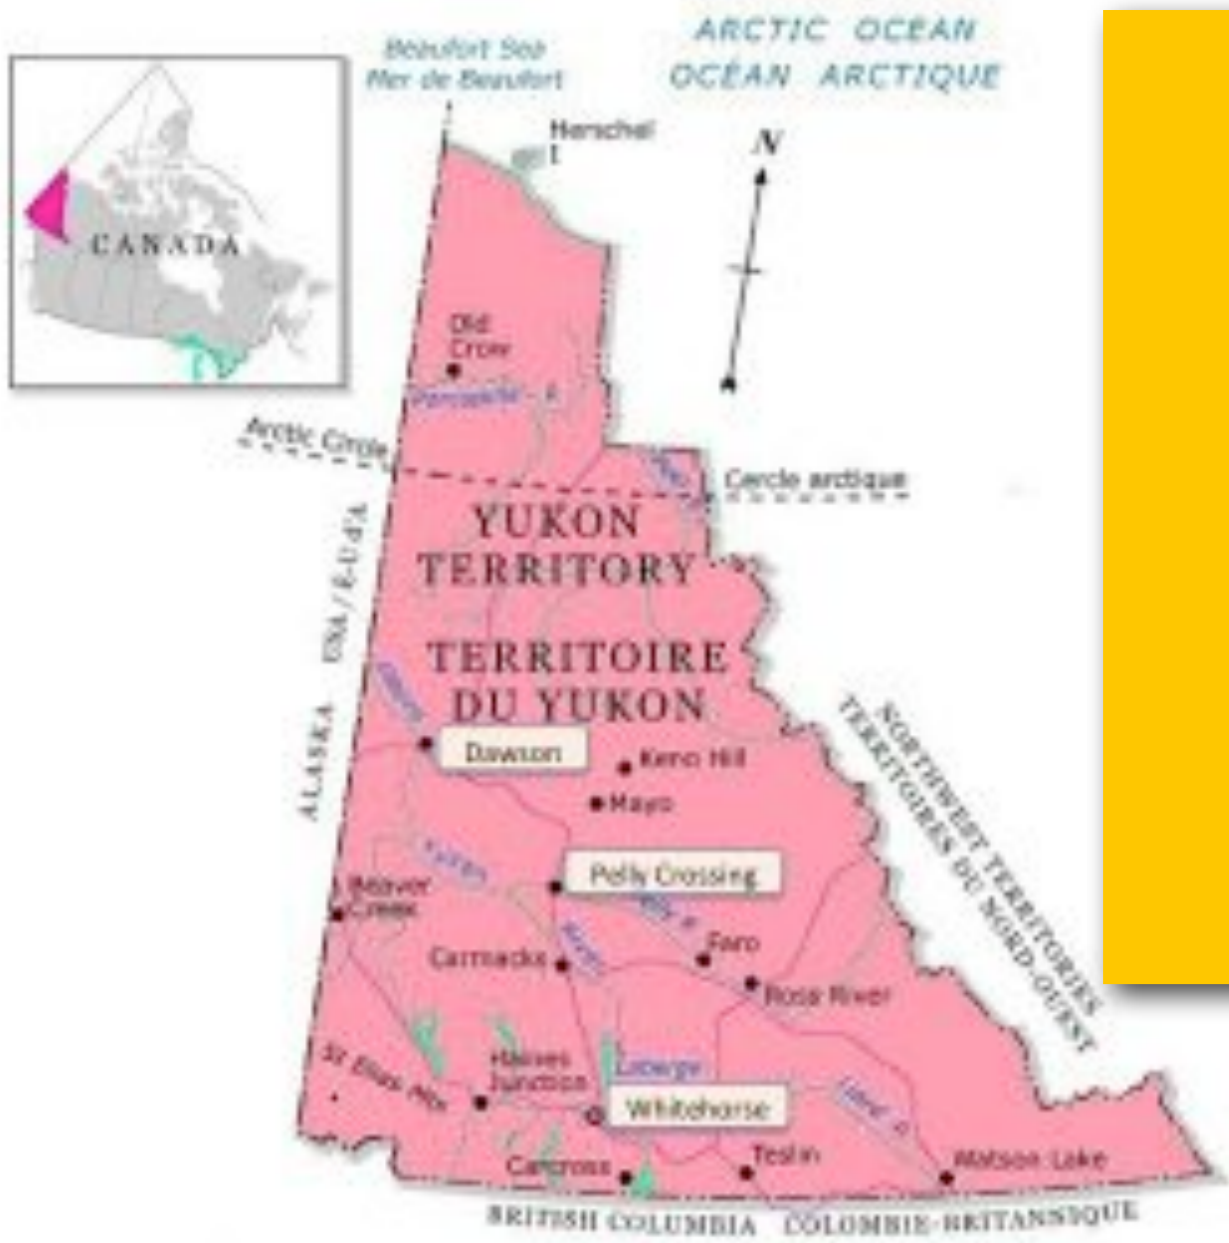 Beaufort Sea
Mer de Beaufort
ARCTIC OCEAN
OCÉAN ARCTIQUE
Herschel
I
N
CANADA
Old
Crow
Porcupine R
Arctic Circle
Cercle arctique
YUKON
TERRITORY
TERRITOIRE
DU YUKON
ALASKA USA / É-U d'A
Dawson
Keno Hill
Mayo
NORTHWEST TERRITORIES
TERRITOIRES DU NORD-OUEST
Yukon
Pelly Crossing
Beaver
Creek
Carmacks
Faro
Ross River
St Elias Mts
Haines
Junction
Laberge
Whitehorse
Liard R
Carcross
Teslin
Watson Lake
BRITISH COLUMBIA COLOMBIE-BRITANNIQUE